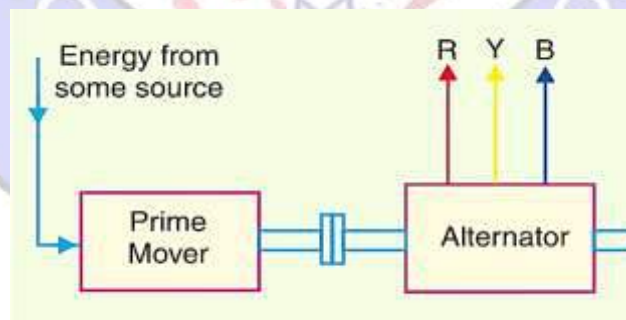 Energy from
some source
R Y B
Prime
Mover
Alternator